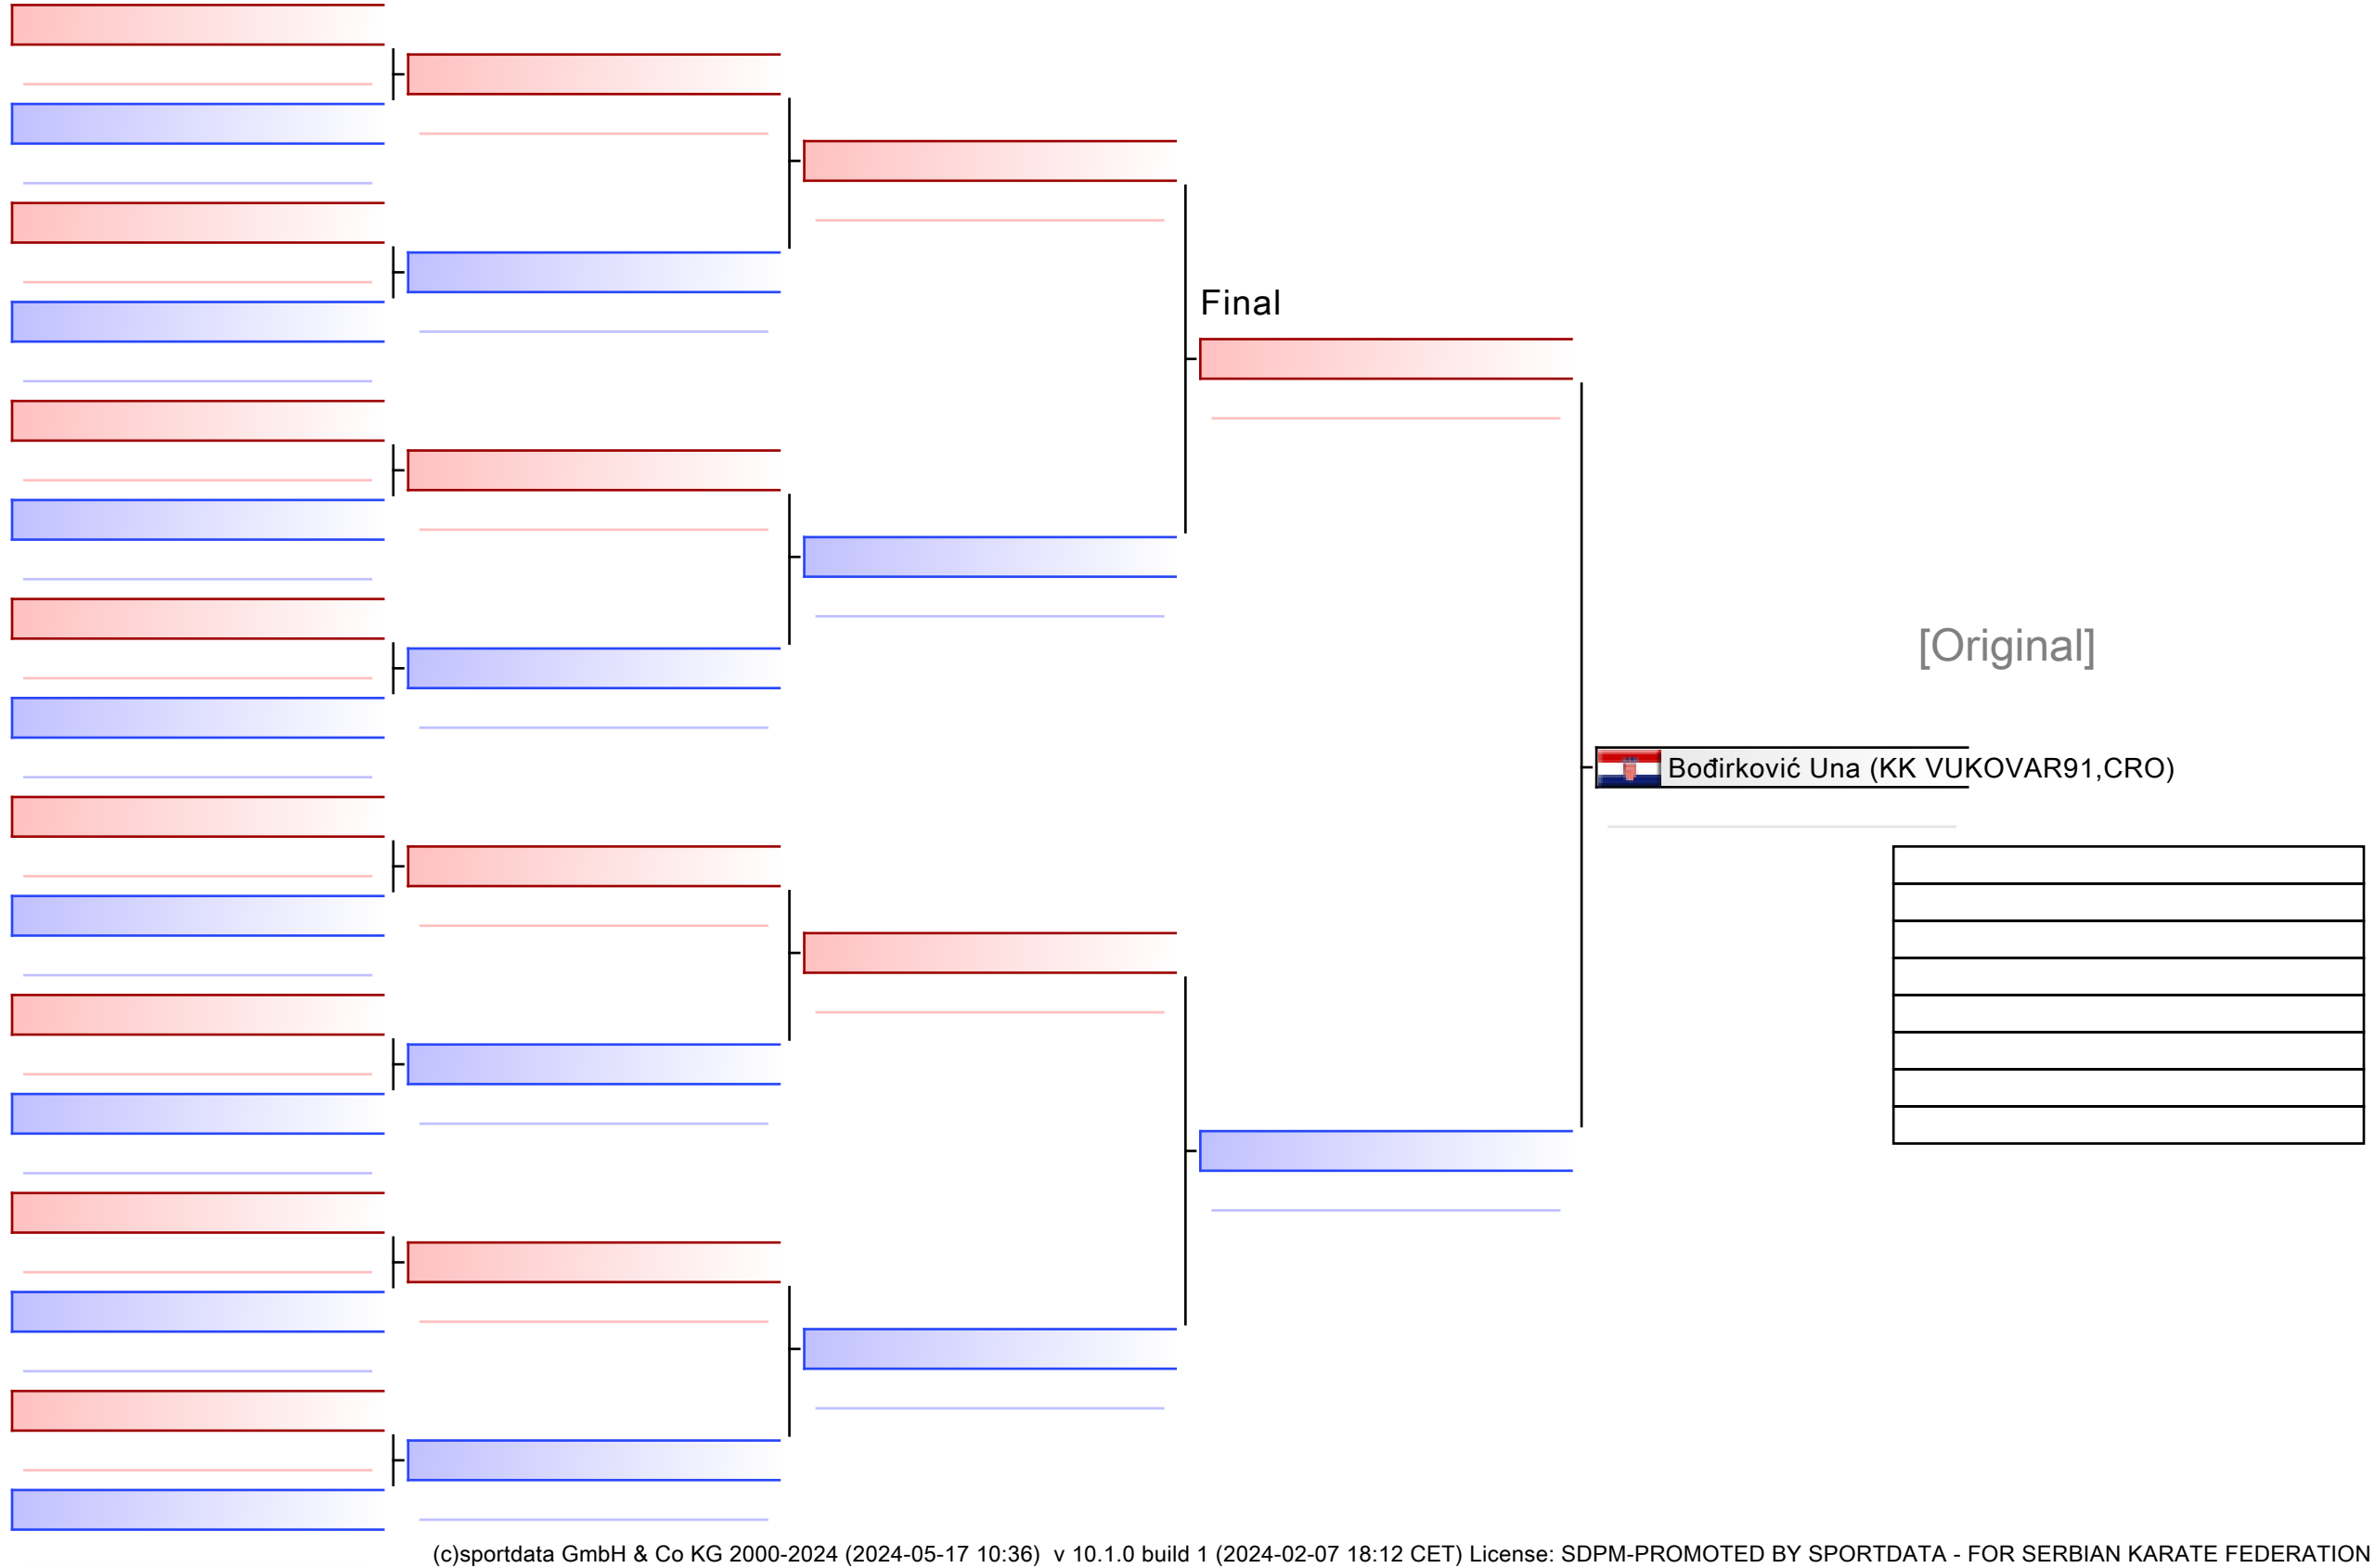 Final
[Original]
Bođirković Una (KK VUKOVAR91,CRO)
(c)sportdata GmbH & Co KG 2000-2024 (2024-05-17 10:36) v 10.1.0 build 1 (2024-02-07 18:12 CET) License: SDPM-PROMOTED BY SPORTDATA - FOR SERBIAN KARATE FEDERATION